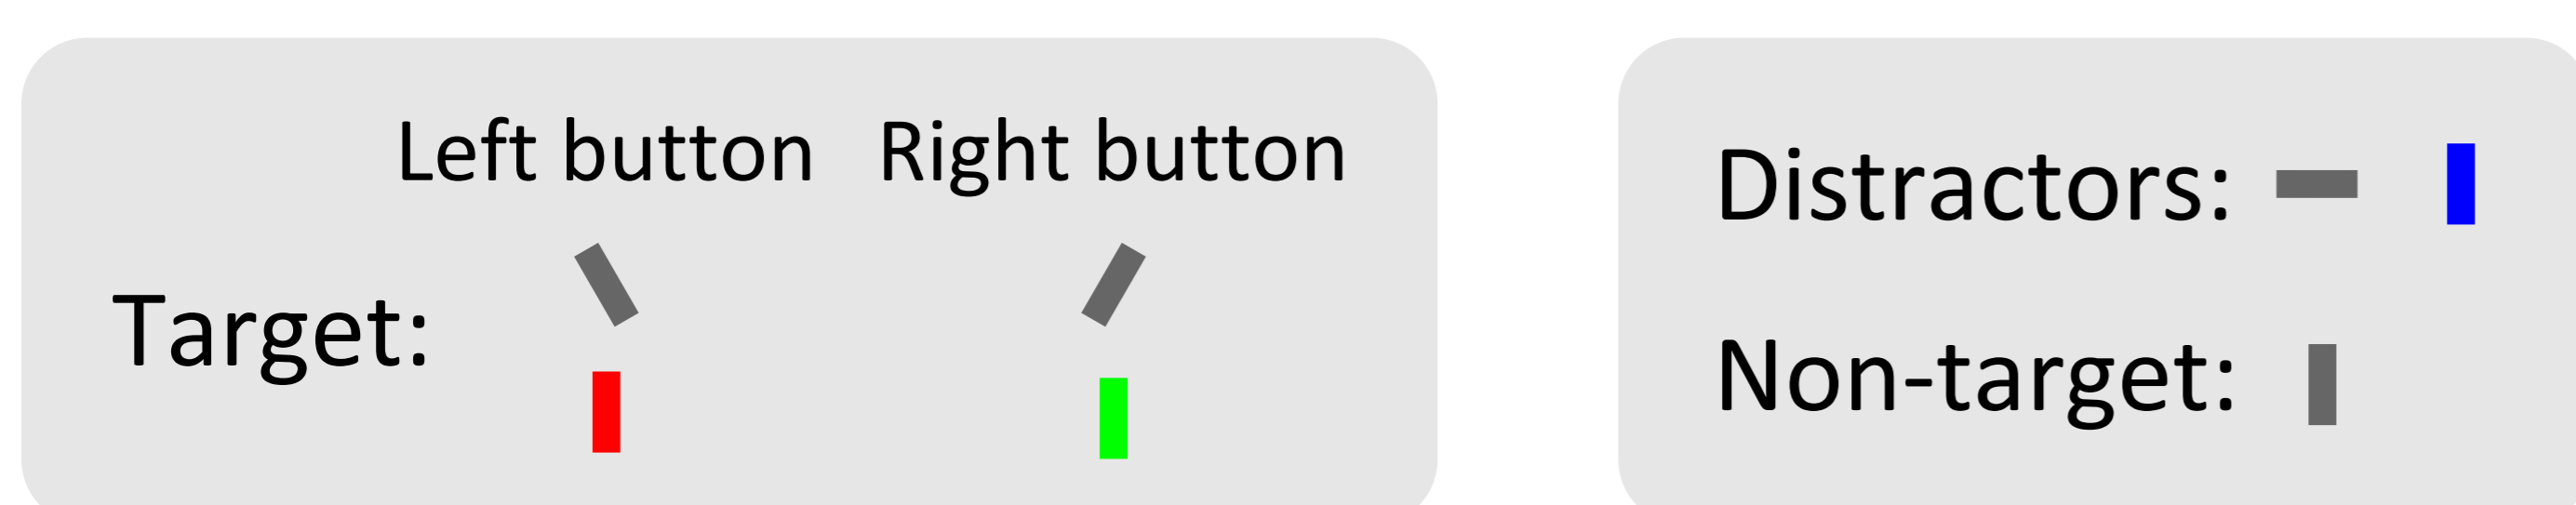 Left button Right button
Target:
Distractors:
Non-target: